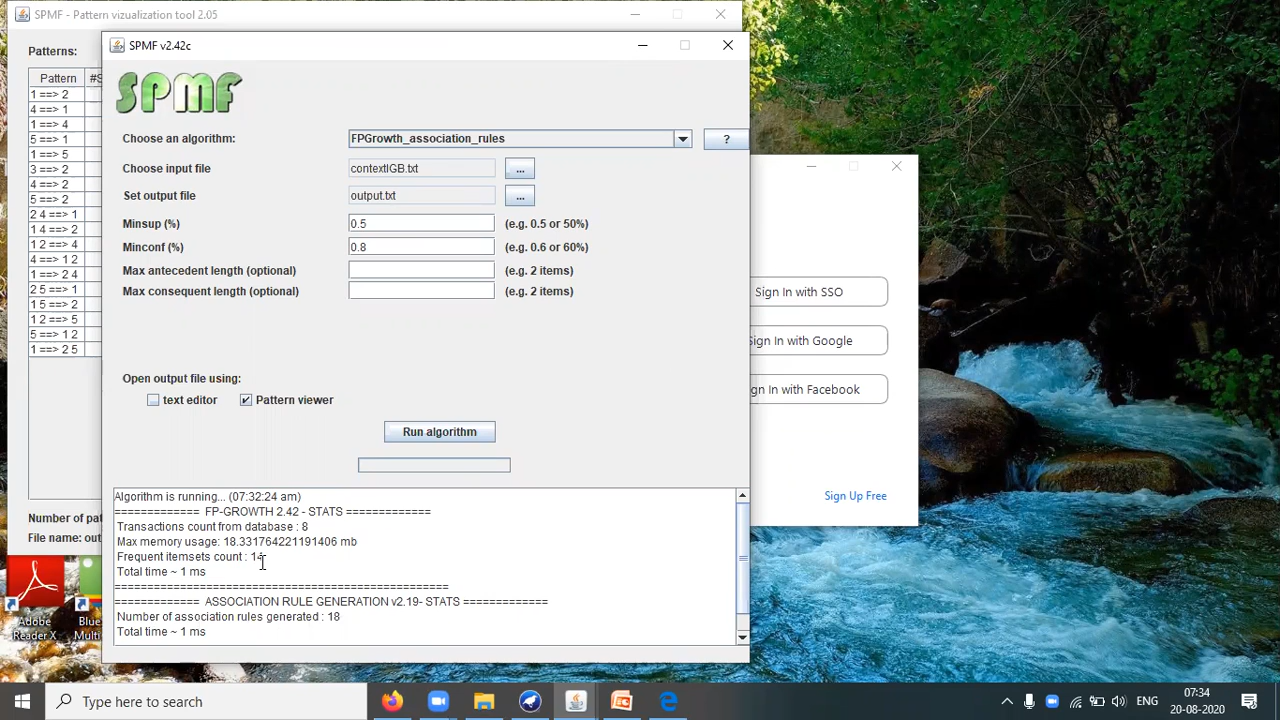 SPMF - Pattern vizualization tool 2.05
Patterns:
Pattern #S
1 ==> 2
4 ==> 1
1 ==> 4
5 ==> 1
1 ==> 5
3 ==> 2
4 ==> 2
5 ==> 2
2 4 ==> 1
1 4 ==> 2
1 2 ==> 4
4 ==> 1 2
1 ==> 2 4
2 5 ==> 1
1 5 ==> 2
1 2 ==> 5
5 ==> 1 2
1 ==> 2 5
Number of pat
File name: out
SPMF v2.42c
SPMF
Choose an algorithm: FPGrowth_association_rules ?
Choose input file contextIGB.txt ...
Set output file output.txt ...
Minsup (%) 0.5 (e.g. 0.5 or 50%)
Minconf (%) 0.8 (e.g. 0.6 or 60%)
Max antecedent length (optional) (e.g. 2 items)
Max consequent length (optional) (e.g. 2 items)
Open output file using:
text editor Pattern viewer
Run algorithm
Algorithm is running... (07:32:24 am)
============= FP-GROWTH 2.42 - STATS =============
Transactions count from database : 8
Max memory usage: 18.331764221191406 mb
Frequent itemsets count : 14
Total time ~ 1 ms
===================================================
============= ASSOCIATION RULE GENERATION v2.19- STATS =============
Number of association rules generated : 18
Total time ~ 1 ms
Sign In with SSO
Sign In with Google
gn In with Facebook
Sign Up Free
Adobe
Reader X
Blue
Multi
Type here to search
ENG
07:34
20-08-2020